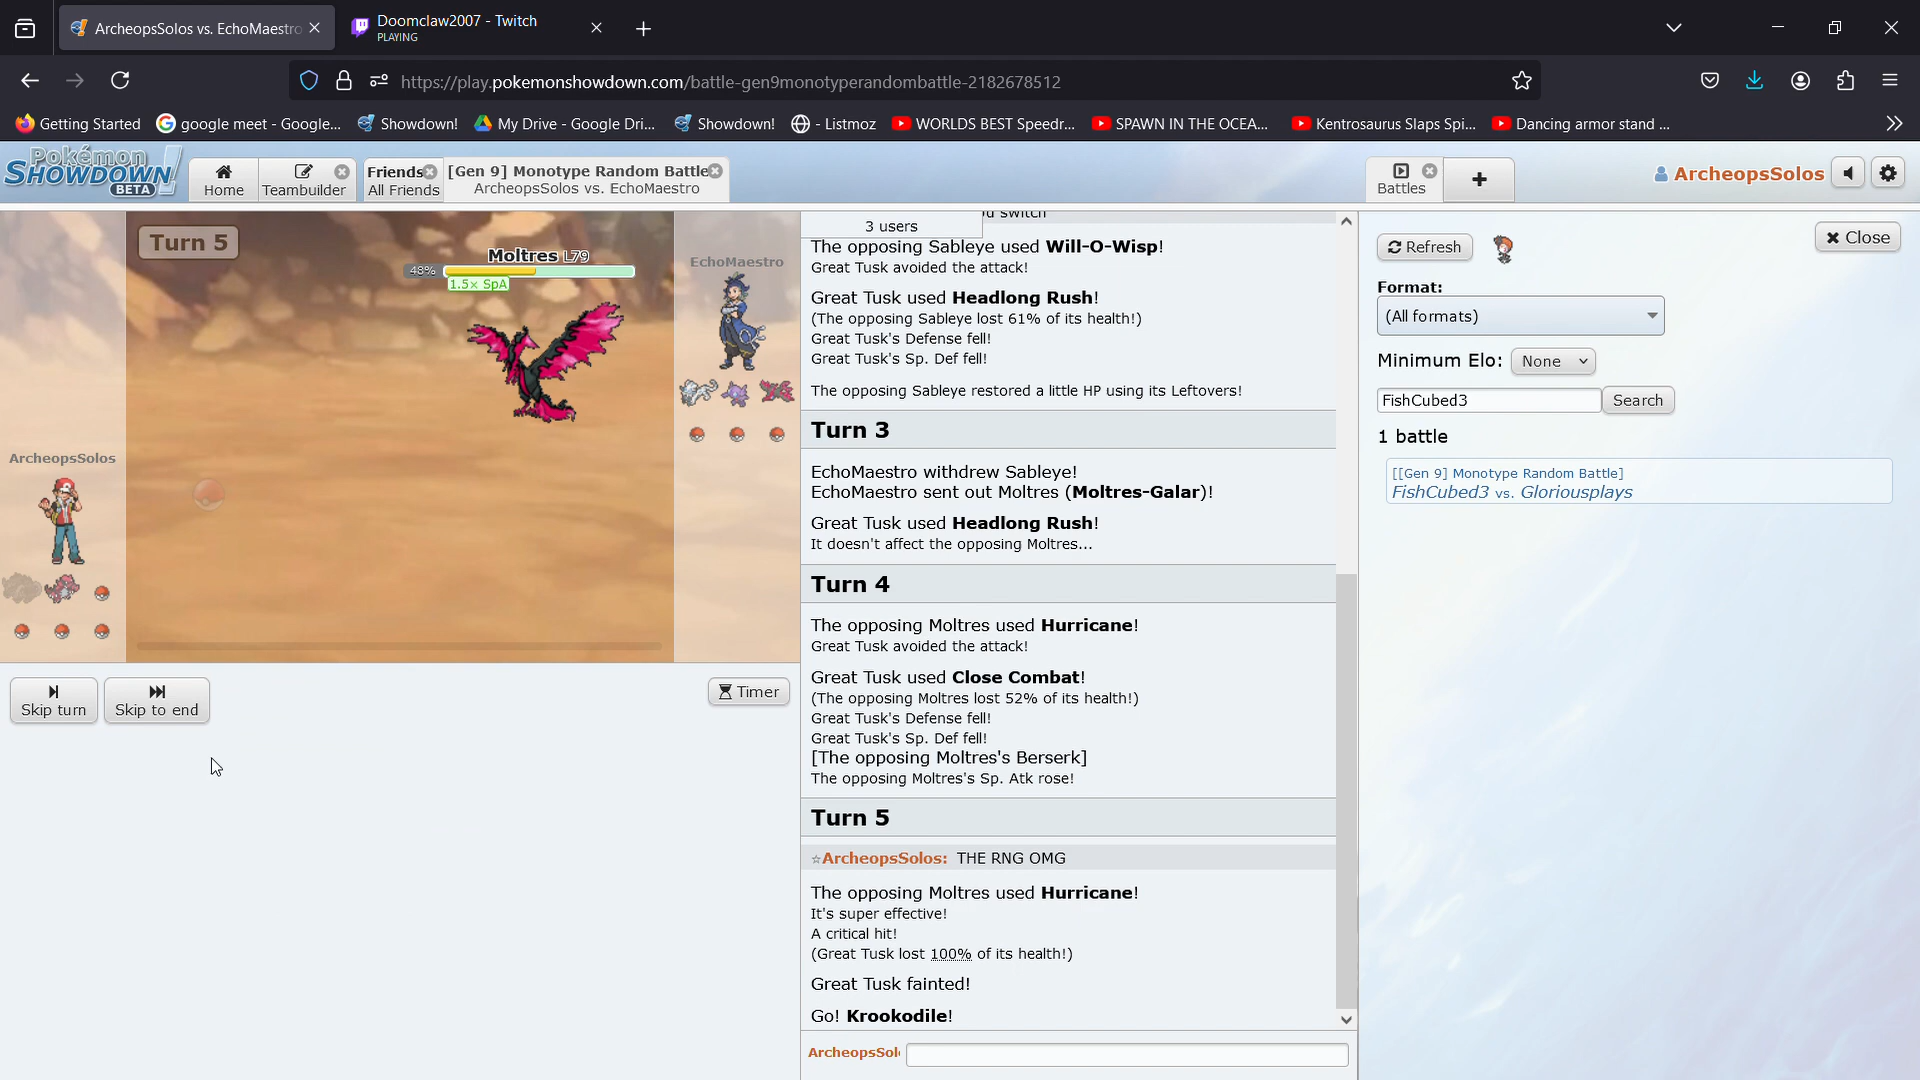 ArcheopsSolos vs. EchoMaestro
Doomclaw2007 - Twitch
PLAYING
https://play.pokemonshowdown.com/battle-gen9monotyperandombattle-2182678512
Getting Started
google meet - Google...
Showdown!
My Drive - Google Dri...
Showdown!
- Listmoz
WORLDS BEST Speedr...
SPAWN IN THE OCEA...
Kentrosaurus Slaps Spi...
Dancing armor stand ...
Pokémon
SHOWDOWN!
BETA
Home
Teambuilder
Friends
All Friends
[Gen 9] Monotype Random Battle
ArcheopsSolos vs. EchoMaestro
Battles
ArcheopsSolos
Turn 5
Moltres L79
48%
1.5× SpA
EchoMaestro
ArcheopsSolos
Skip turn
Skip to end
Timer
3 users
The opposing Sableye used Will-O-Wisp!
Great Tusk avoided the attack!
Great Tusk used Headlong Rush!
(The opposing Sableye lost 61% of its health!)
Great Tusk's Defense fell!
Great Tusk's Sp. Def fell!
The opposing Sableye restored a little HP using its Leftovers!
Turn 3
EchoMaestro withdrew Sableye!
EchoMaestro sent out Moltres (Moltres-Galar)!
Great Tusk used Headlong Rush!
It doesn't affect the opposing Moltres...
Turn 4
The opposing Moltres used Hurricane!
Great Tusk avoided the attack!
Great Tusk used Close Combat!
(The opposing Moltres lost 52% of its health!)
Great Tusk's Defense fell!
Great Tusk's Sp. Def fell!
[The opposing Moltres's Berserk]
The opposing Moltres's Sp. Atk rose!
Turn 5
☆ArcheopsSolos: THE RNG OMG
The opposing Moltres used Hurricane!
It's super effective!
A critical hit!
(Great Tusk lost 100% of its health!)
Great Tusk fainted!
Go! Krookodile!
ArcheopsSol
Refresh
Close
Format:
(All formats)
Minimum Elo: None
FishCubed3
Search
1 battle
[[Gen 9] Monotype Random Battle]
FishCubed3 vs. Gloriousplays